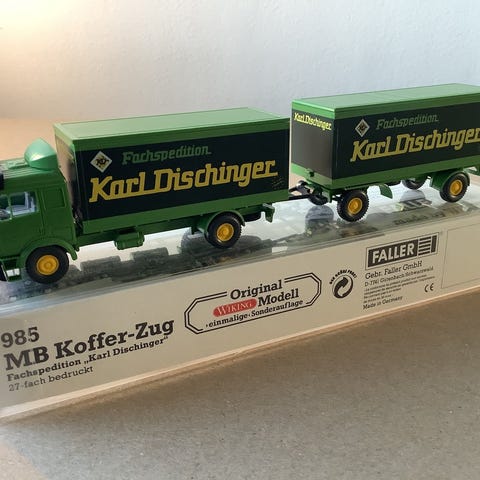 Fachspedition
Karl Dischinger
Karl Dischinger
Fachspedition
Karl Dischinger
985
MB Koffer-Zug
Fachspedition „Karl Dischinger"
27-fach bedruckt
Original
WIKING Modell
›einmalige‹ Sonderauflage
FALLER
Gebr. Faller GmbH
Made in Germany
CE